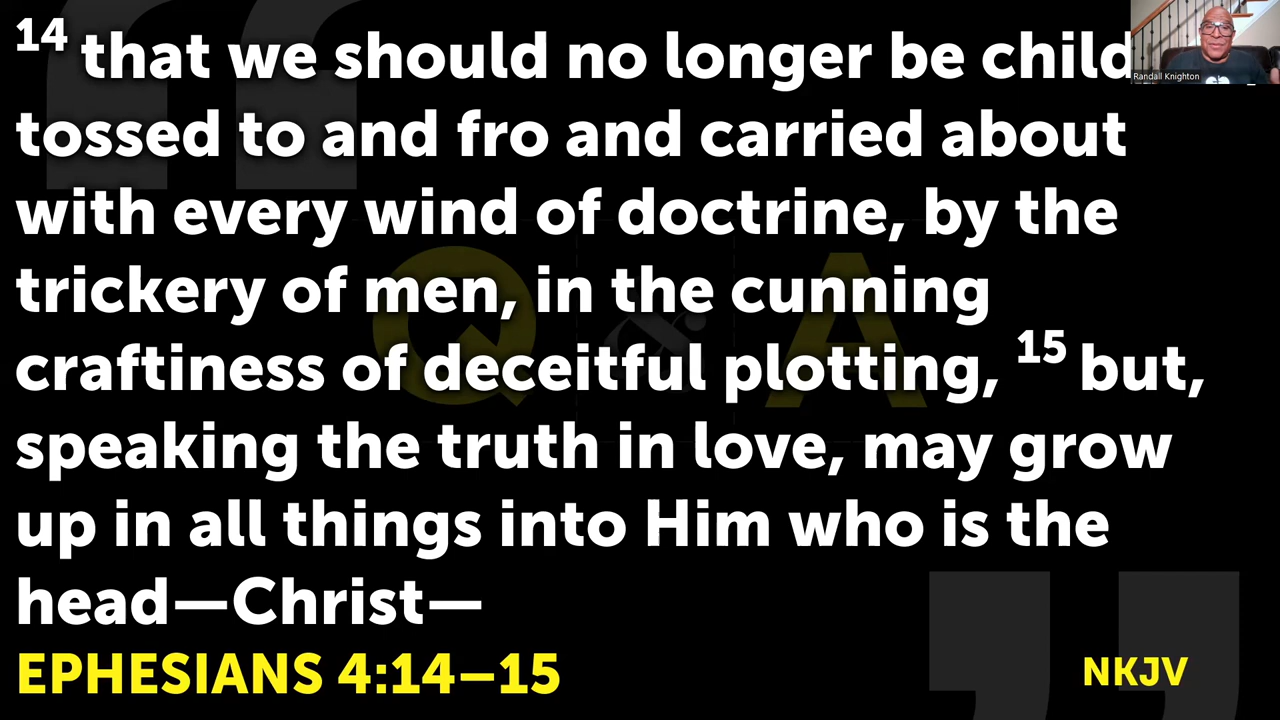 14 that we should no longer be child
Randall Knighton
tossed to and fro and carried about
with every wind of doctrine, by the
trickery of men, in the cunning
craftiness of deceitful plotting, 15 but,
speaking the truth in love, may grow
up in all things into Him who is the
head—Christ—
EPHESIANS 4:14–15
NKJV
Q & A